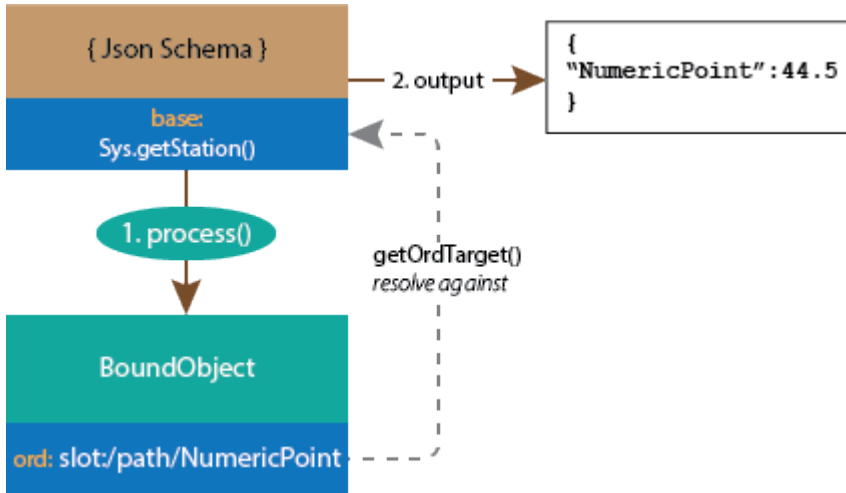 { Json Schema }
base:
Sys.getStation()
2. output
{
“NumericPoint”:44.5
}
1. process()
getOrdTarget()
resolve against
BoundObject
ord: slot:/path/NumericPoint